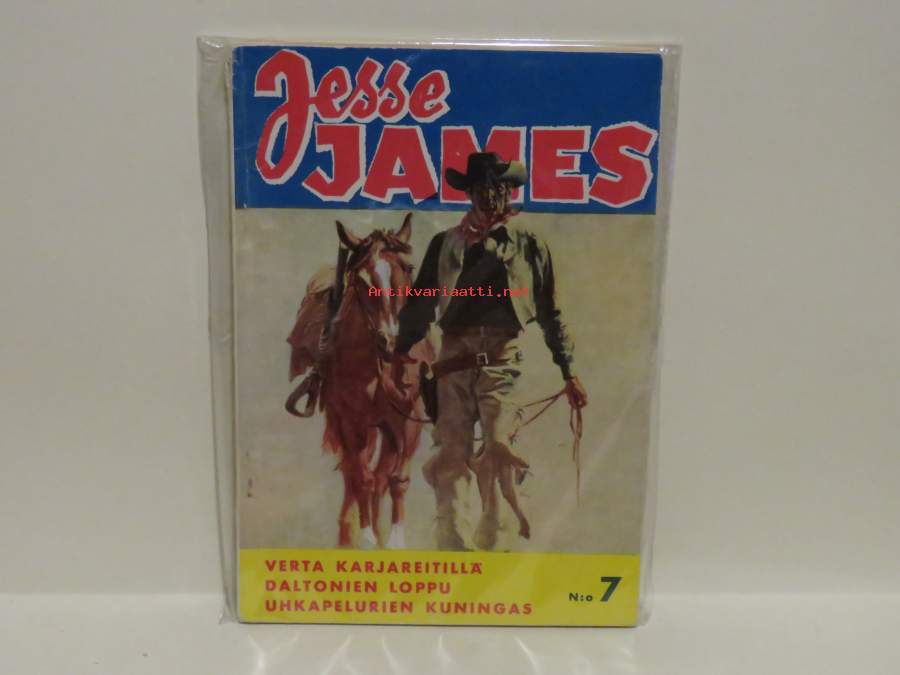 Jesse
JAMES
Antikvariaatti.net
VERTA KARJAREITILLÄ
DALTONIEN LOPPU
UHKAPELURIEN KUNINGAS
N:o 7